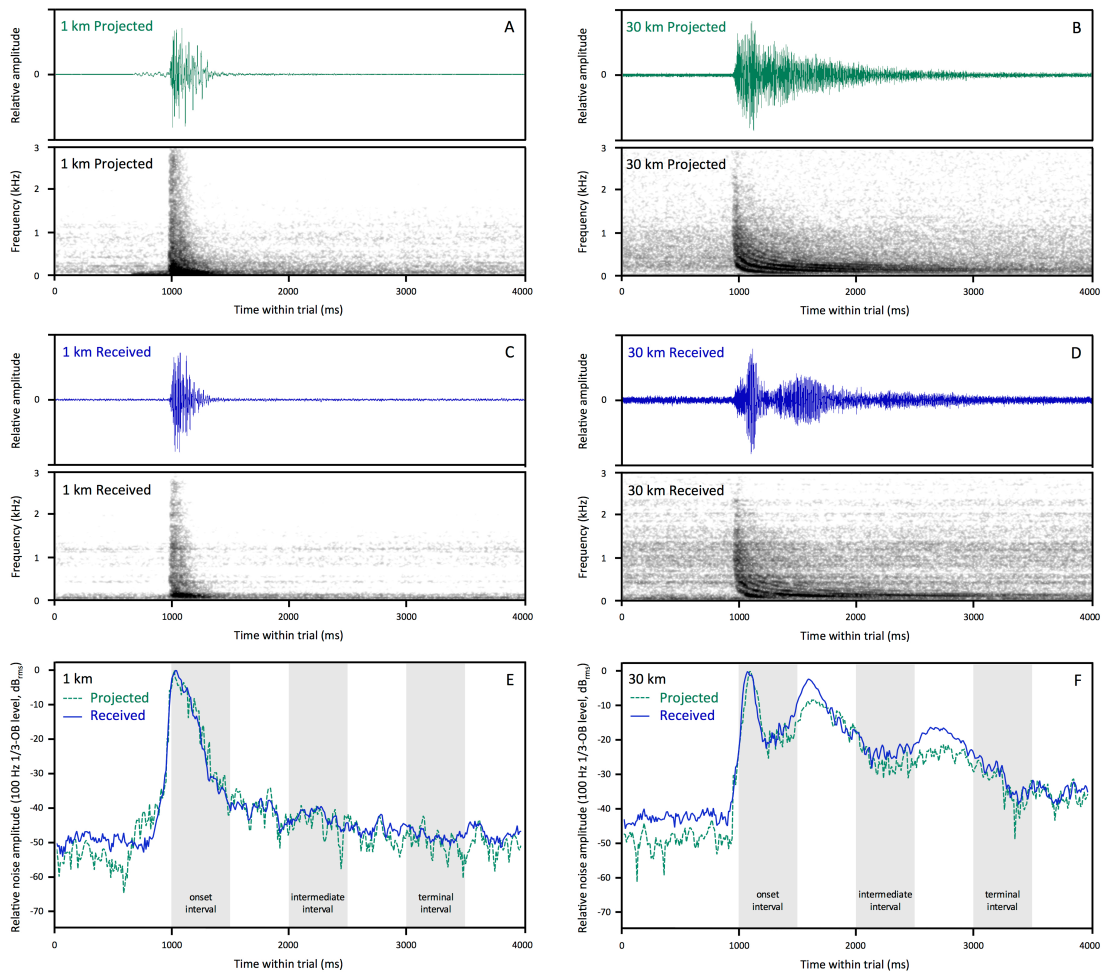 1 km Projected
A
Relative amplitude
0
1 km Projected
Frequency (kHz)
3
2
1
0
0
1000
2000
3000
4000
Time within trial (ms)
30 km Projected
B
Relative amplitude
0
30 km Projected
Frequency (kHz)
3
2
1
0
0
1000
2000
3000
4000
Time within trial (ms)
1 km Received
C
Relative amplitude
0
1 km Received
Frequency (kHz)
3
2
1
0
0
1000
2000
3000
4000
Time within trial (ms)
30 km Received
D
Relative amplitude
0
30 km Received
Frequency (kHz)
3
2
1
0
0
1000
2000
3000
4000
Time within trial (ms)
1 km
E
Projected
Received
Relative noise amplitude (100 Hz 1/3-OB level, dBrms)
0
-10
-20
-30
-40
-50
-60
-70
onset
interval
intermediate
interval
terminal
interval
0
1000
2000
3000
4000
Time within trial (ms)
30 km
F
Projected
Received
Relative noise amplitude (100 Hz 1/3-OB level, dBrms)
0
-10
-20
-30
-40
-50
-60
-70
onset
interval
intermediate
interval
terminal
interval
0
1000
2000
3000
4000
Time within trial (ms)